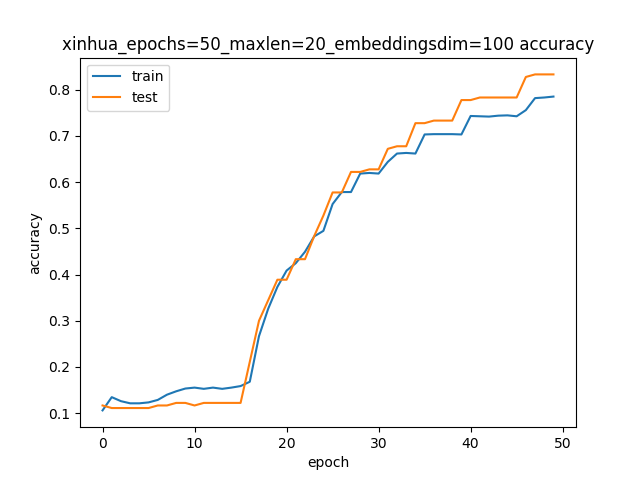 xinhua_epochs=50_maxlen=20_embeddingsdim=100 accuracy
train
test
0.8
0.7
0.6
0.5
0.4
0.3
0.2
0.1
accuracy
0 10 20 30 40 50
epoch